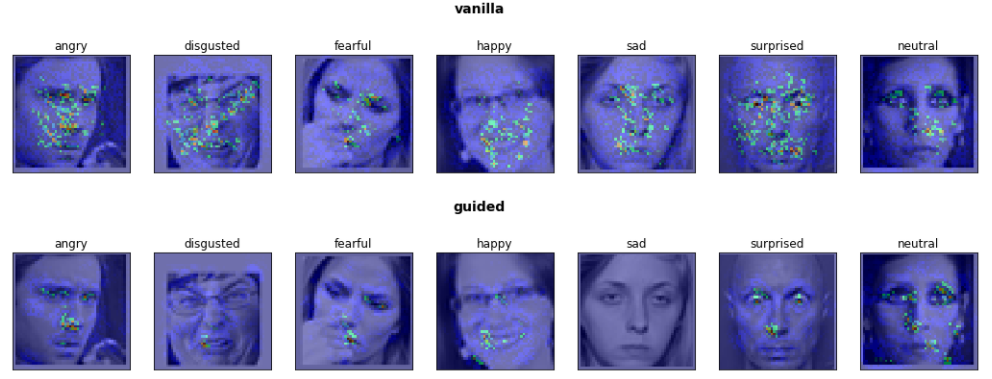 vanilla
angry disgusted fearful happy sad surprised neutral
guided
angry disgusted fearful happy sad surprised neutral